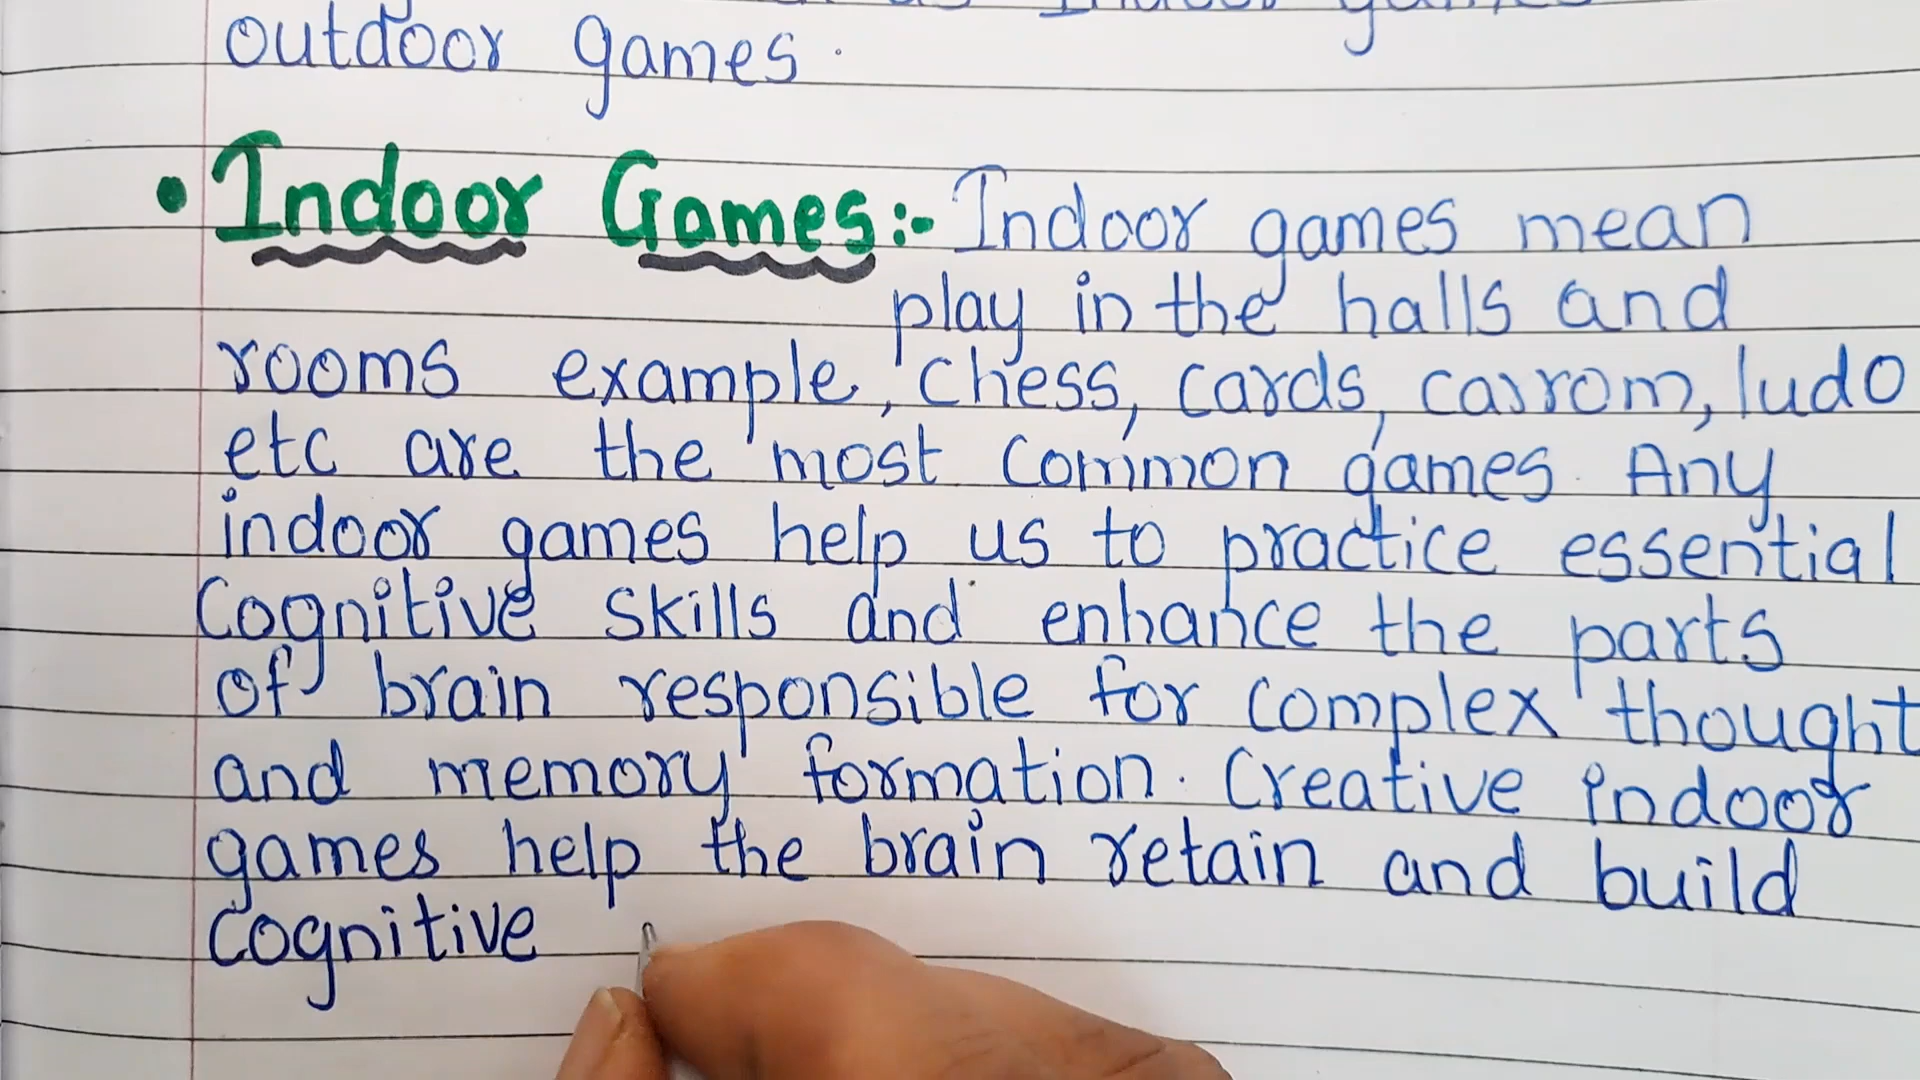 Indoor games
outdoor games.
• Indoor Games:- Indoor games mean
play in the halls and
rooms example, chess, cards, carrom, ludo
etc are the most common games. Any
indoor games help us to practice essential
Cognitive skills and enhance the parts
of brain responsible for complex thought
and memory formation. Creative indoor
games help the brain retain and build
Cognitive